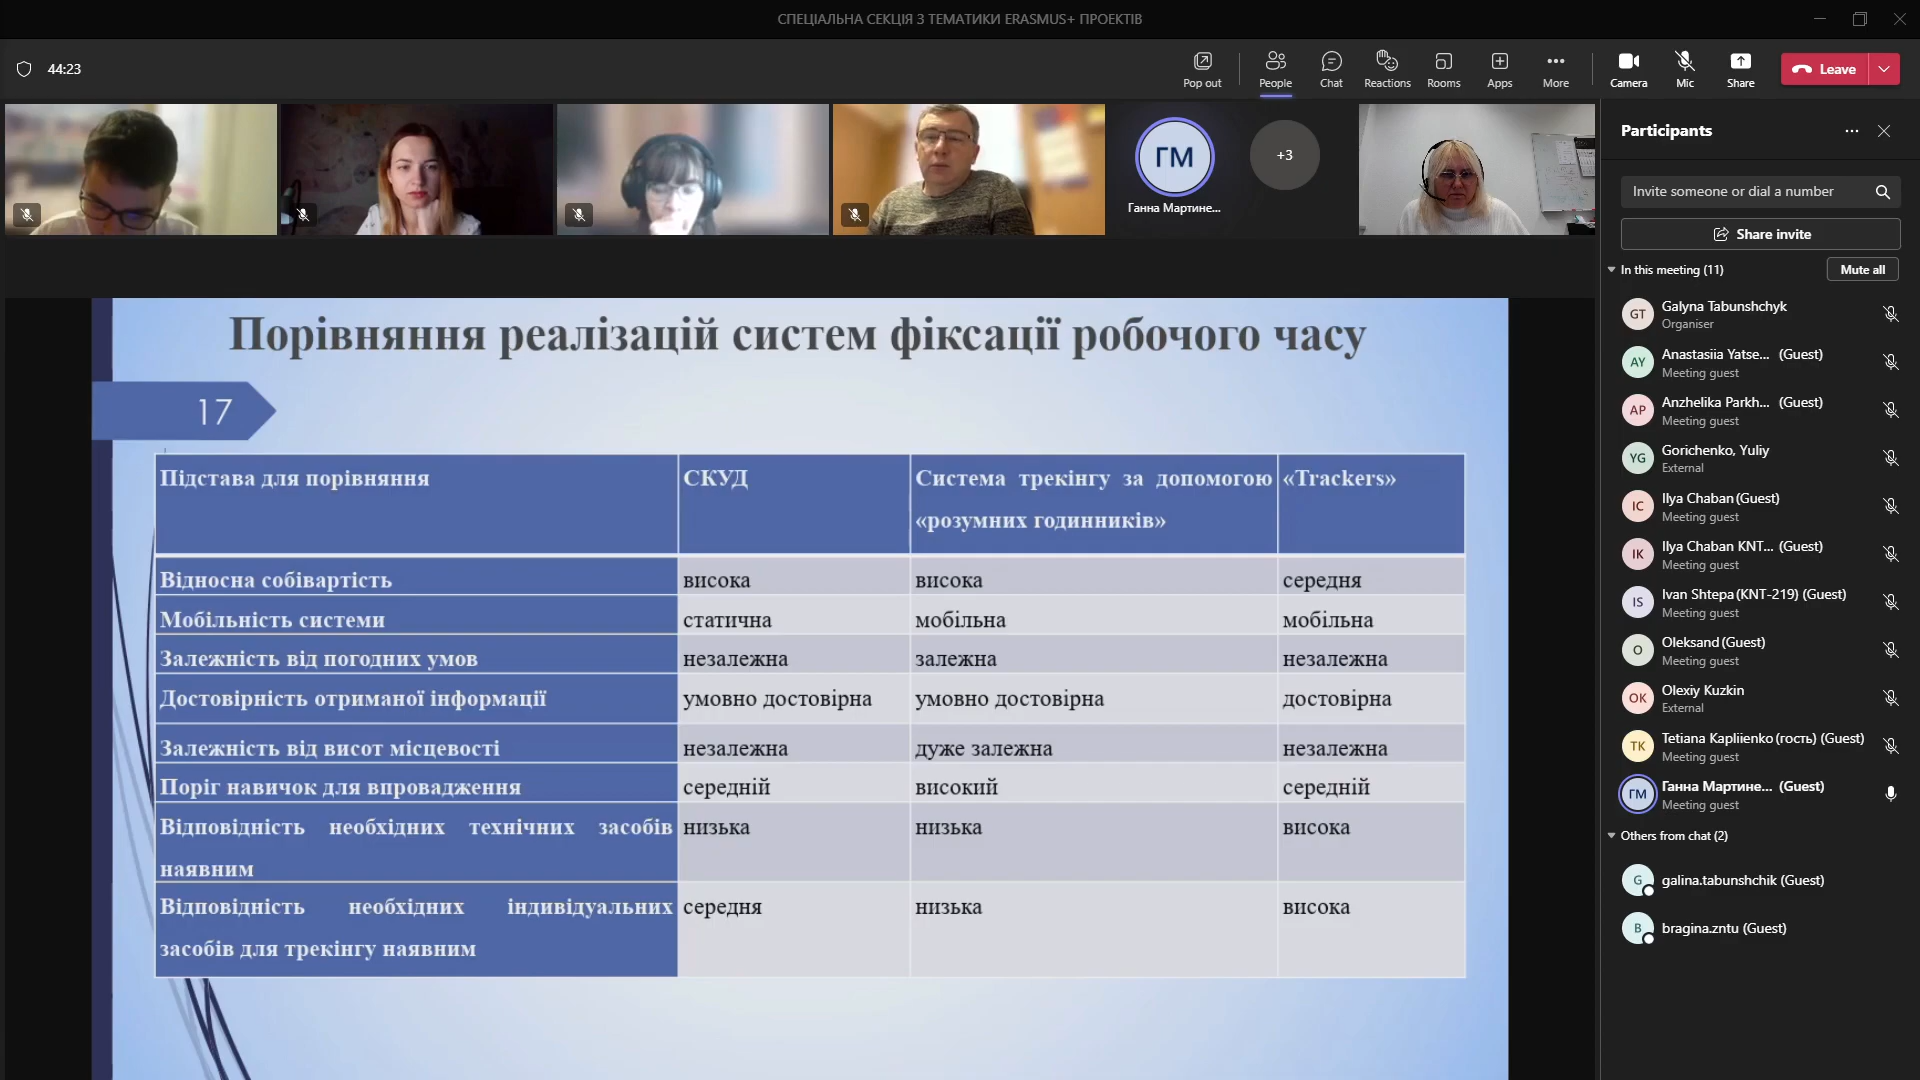 СПЕЦІАЛЬНА СЕКЦІЯ З ТЕМАТИКИ ERASMUS+ ПРОЕКТІВ
44:23
Pop out
People
Chat
Reactions
Rooms
Apps
More
Camera
Mic
Share
Leave
ГМ
Ганна Мартине...
+3
Порівняння реалізацій систем фіксації робочого часу
17
Підстава для порівняння
СКУД
Система трекінгу за допомогою
«розумних годинників»
«Trackers»
Відносна собівартість
висока
висока
середня
Мобільність системи
статична
мобільна
мобільна
Залежність від погодних умов
незалежна
залежна
незалежна
Достовірність отриманої інформації
умовно достовірна
умовно достовірна
достовірна
Залежність від висот місцевості
незалежна
дуже залежна
незалежна
Поріг навичок для впровадження
середній
високий
середній
Відповідність необхідних технічних засобів
наявним
низька
низька
висока
Відповідність необхідних індивідуальних
засобів для трекінгу наявним
середня
низька
висока
Participants
Invite someone or dial a number
Share invite
In this meeting (11)
Mute all
GT
Galyna Tabunshchyk
Organiser
AY
Anastasiia Yatse... (Guest)
Meeting guest
AP
Anzhelika Parkh... (Guest)
Meeting guest
YG
Gorichenko, Yuliy
External
IC
Ilya Chaban (Guest)
Meeting guest
IK
Ilya Chaban KNT... (Guest)
Meeting guest
IS
Ivan Shtepa (KNT-219) (Guest)
Meeting guest
O
Oleksand (Guest)
Meeting guest
OK
Olexiy Kuzkin
External
TK
Tetiana Kapliienko (гость) (Guest)
Meeting guest
ГМ
Ганна Мартине... (Guest)
Meeting guest
Others from chat (2)
G
galina.tabunshchik (Guest)
B
bragina.zntu (Guest)